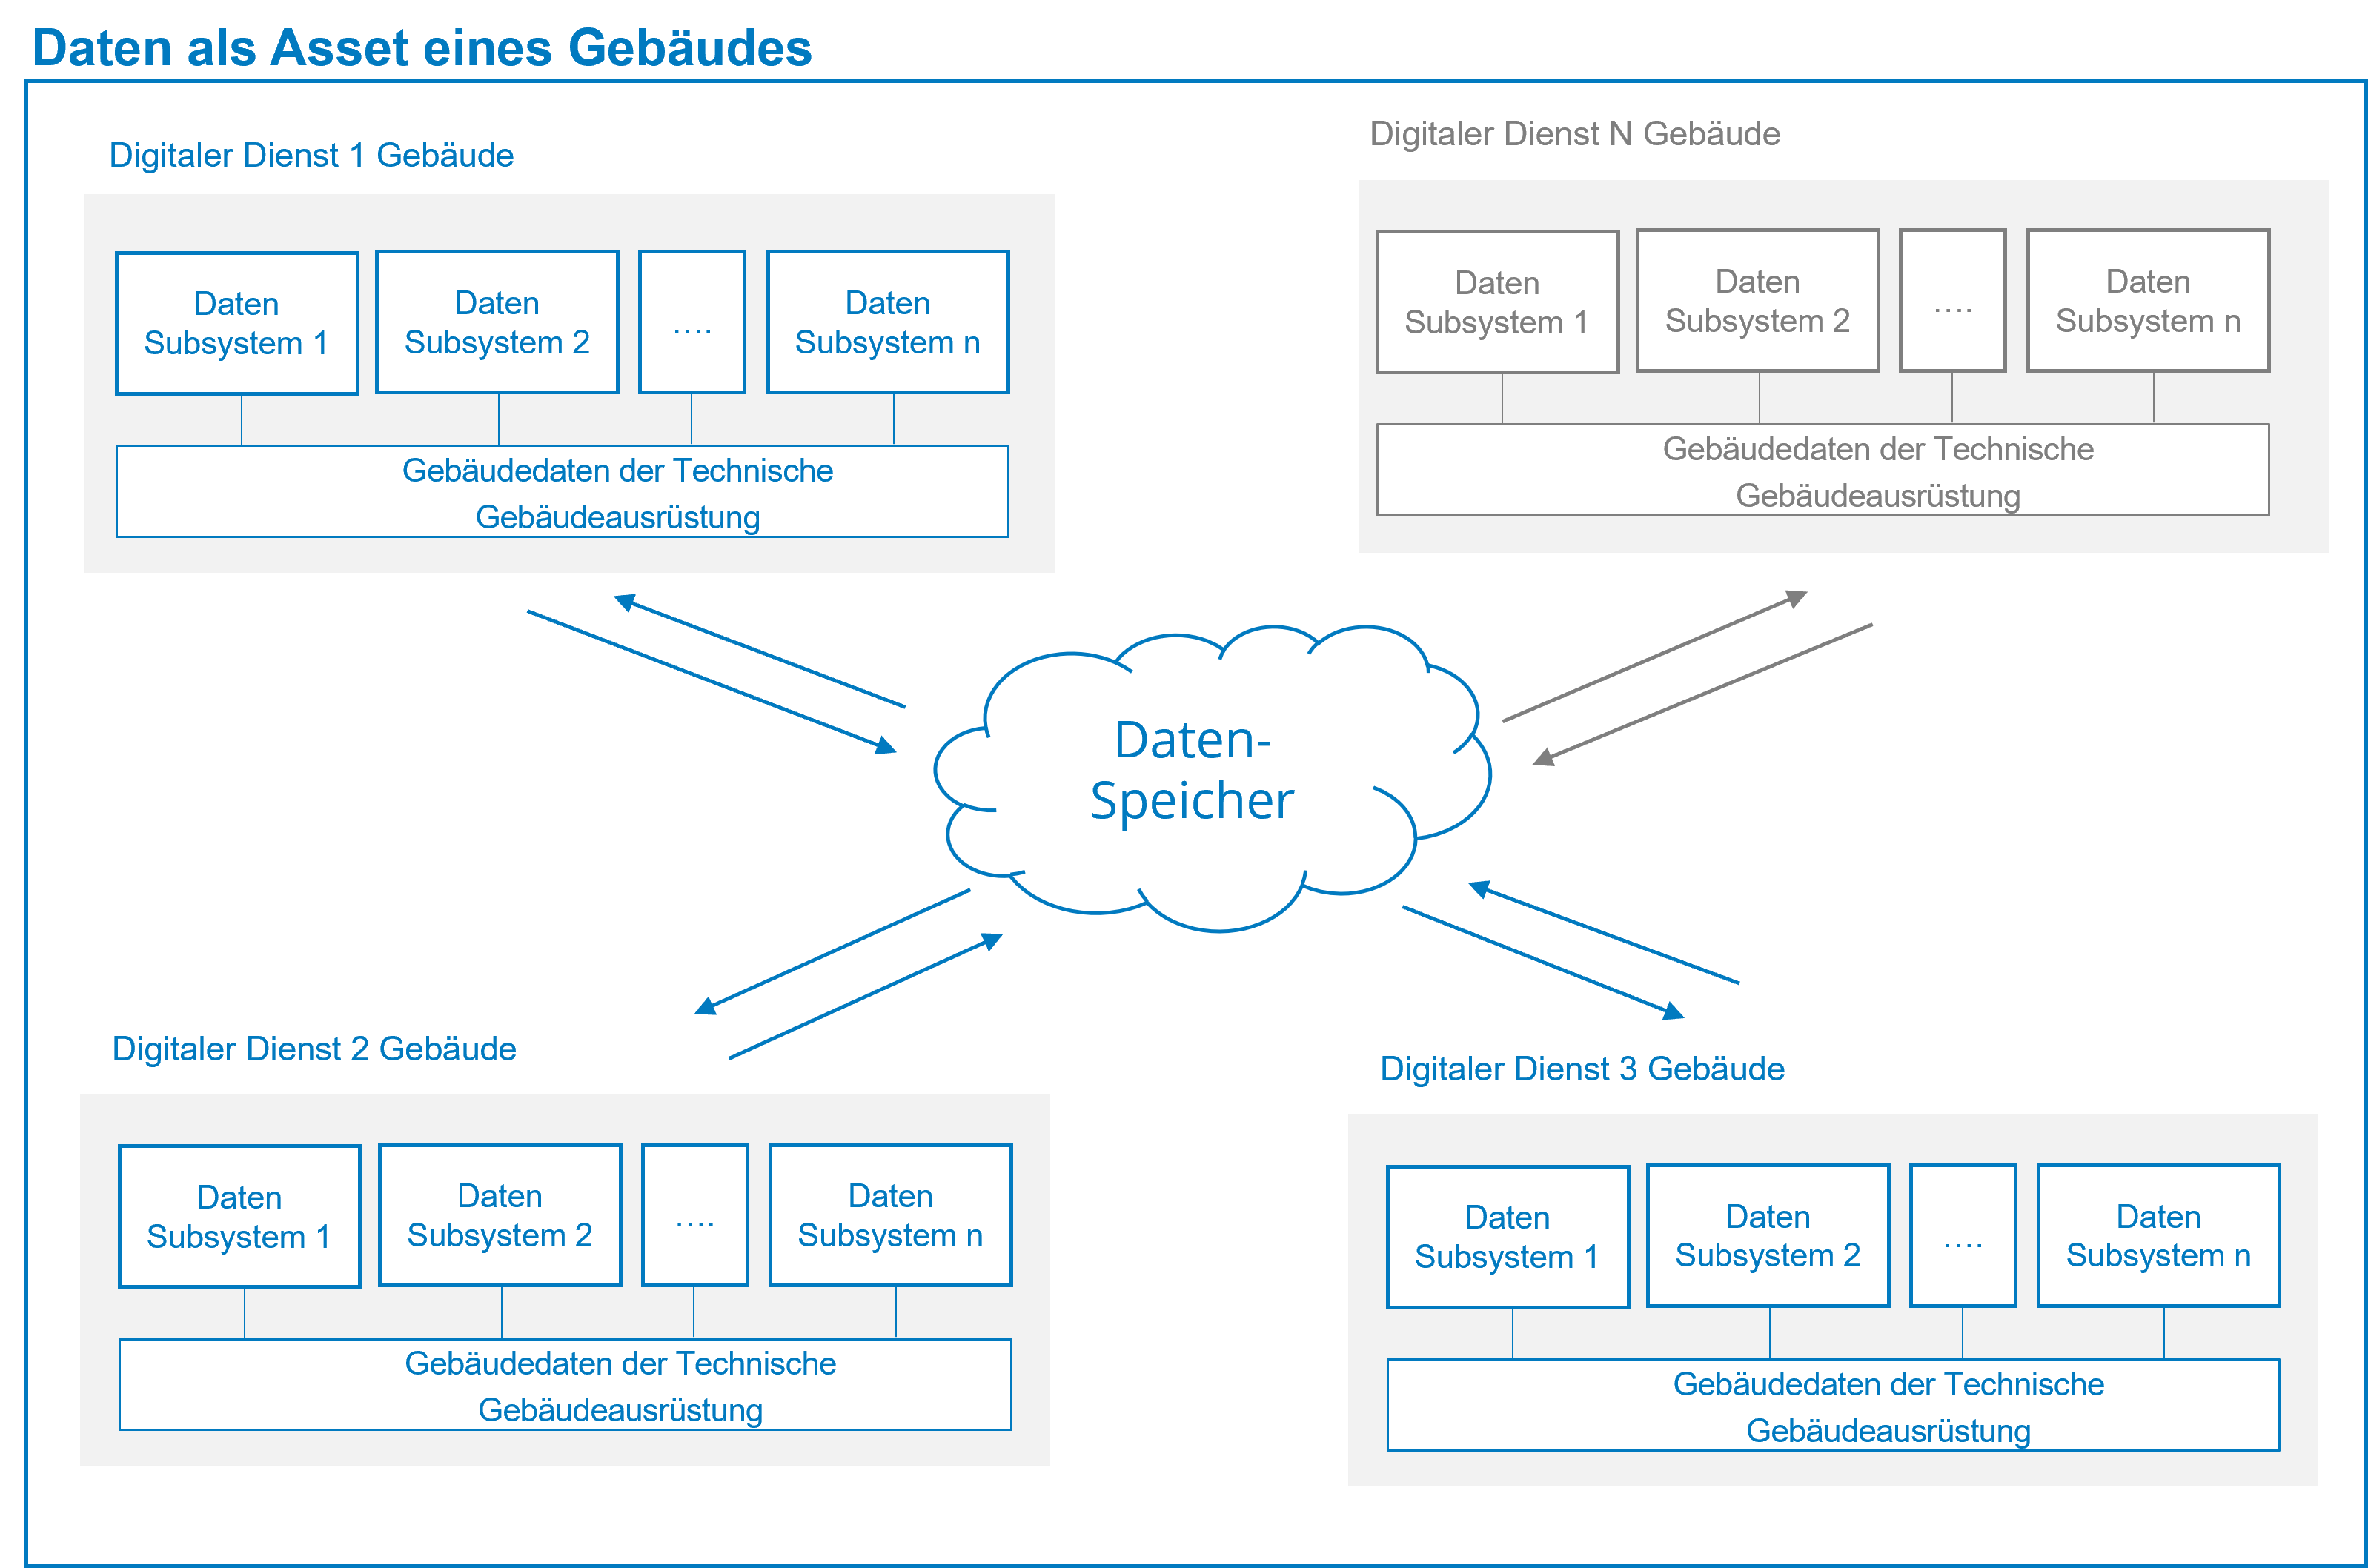 Daten als Asset eines Gebäudes
Digitaler Dienst 1 Gebäude
Daten
Subsystem 1
Daten
Subsystem 2
....
Daten
Subsystem n
Gebäudedaten der Technische
Gebäudeausrüstung
Digitaler Dienst N Gebäude
Daten
Subsystem 1
Daten
Subsystem 2
....
Daten
Subsystem n
Gebäudedaten der Technische
Gebäudeausrüstung
Daten-
Speicher
Digitaler Dienst 2 Gebäude
Daten
Subsystem 1
Daten
Subsystem 2
....
Daten
Subsystem n
Gebäudedaten der Technische
Gebäudeausrüstung
Digitaler Dienst 3 Gebäude
Daten
Subsystem 1
Daten
Subsystem 2
....
Daten
Subsystem n
Gebäudedaten der Technische
Gebäudeausrüstung